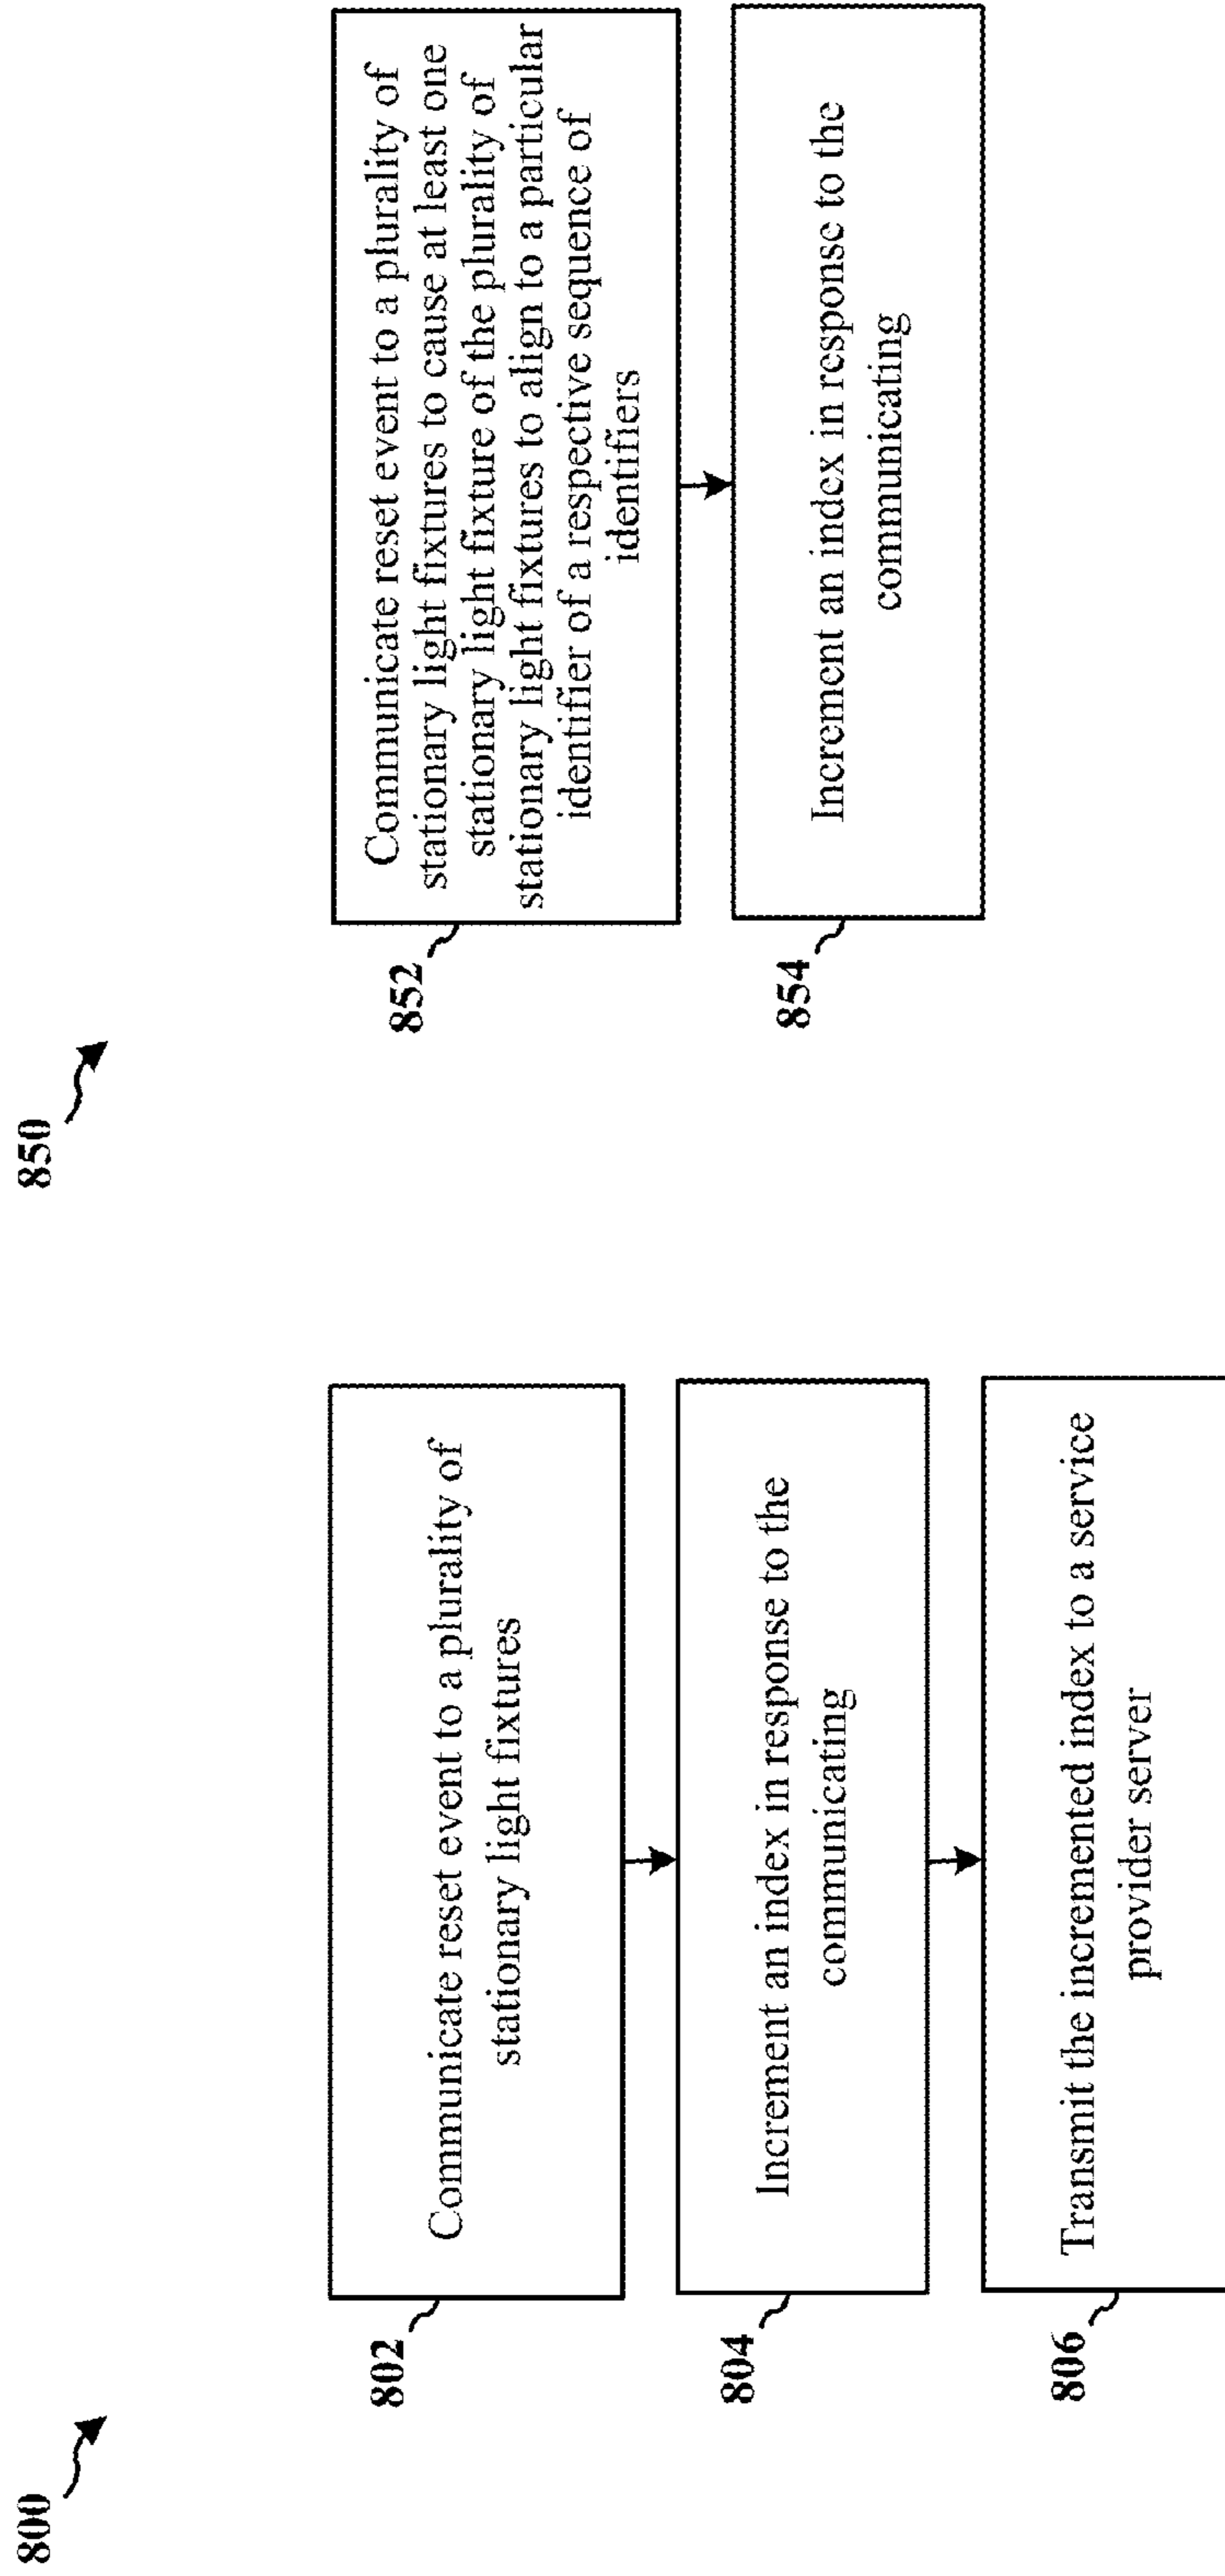 800
802
Communicate reset event to a plurality of
stationary light fixtures
804
Increment an index in response to the
communicating
806
Transmit the incremented index to a service
provider server
850
852
Communicate reset event to a plurality of
stationary light fixtures to cause at least one
stationary light fixture of the plurality of
stationary light fixtures to align to a particular
identifier of a respective sequence of
identifiers
854
Increment an index in response to the
communicating